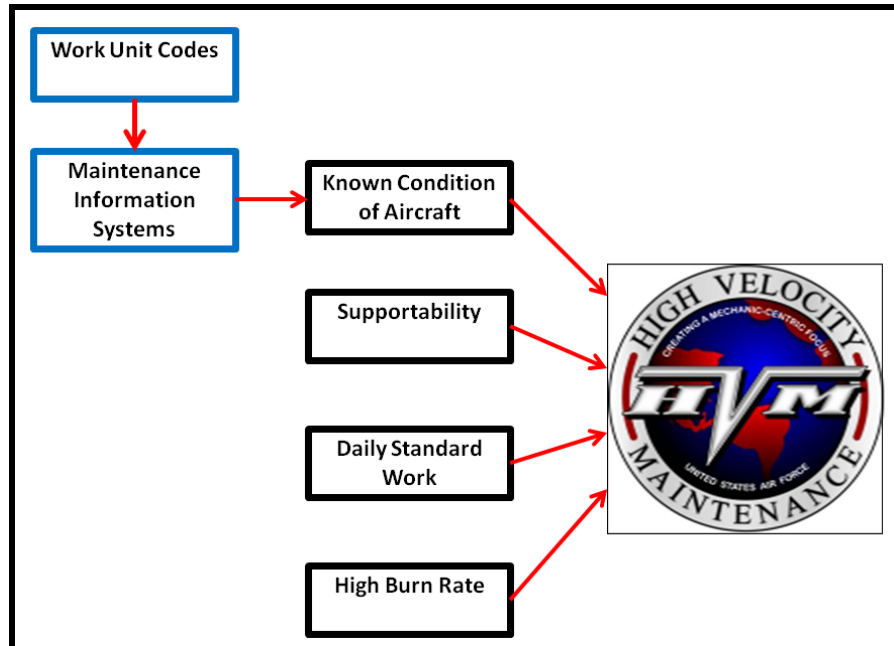 Work Unit Codes
Maintenance
Information
Systems
Known Condition
of Aircraft
Supportability
Daily Standard
Work
High Burn Rate
HIGH VELOCITY
CREATING A MECHANIC-CENTRIC FOCUS
HVM
UNITED STATES AIR FORCE
MAINTENANCE